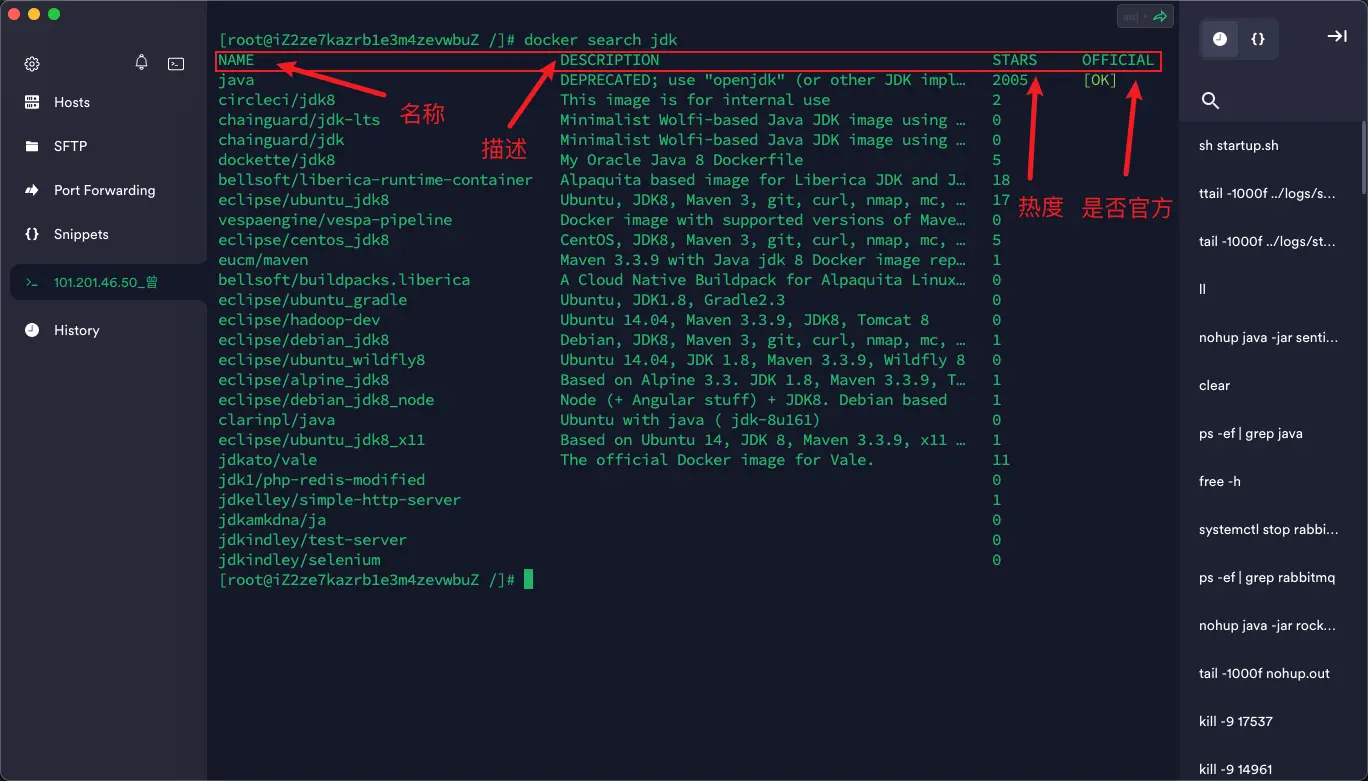 Hosts
SFTP
Port Forwarding
Snippets
101.201.46.50_曾
History
[root@iZ2ze7kazrb1e3m4zevwbuZ /]# docker search jdk
NAME DESCRIPTION STARS OFFICIAL
java DEPRECATED; use "openjdk" (or other JDK impl… 2005 [OK]
circleci/jdk8 This image is for internal use 2
chainguard/jdk-lts Minimalist Wolfi-based Java JDK image using … 0
chainguard/jdk Minimalist Wolfi-based Java JDK image using … 0
dockette/jdk8 My Oracle Java 8 Dockerfile 5
bellsoft/liberica-runtime-container Alpaquita based image for Liberica JDK and J… 18
eclipse/ubuntu_jdk8 Ubuntu, JDK8, Maven 3, git, curl, nmap, mc, … 17
vespaengine/vespa-pipeline Docker image with supported versions of Mave… 0
eclipse/centos_jdk8 CentOS, JDK8, Maven 3, git, curl, nmap, mc, … 5
eucm/maven Maven 3.3.9 with Java jdk 8 Docker image rep… 1
bellsoft/buildpacks.liberica A Cloud Native Buildpack for Alpaquita Linux… 0
eclipse/ubuntu_gradle Ubuntu, JDK1.8, Gradle2.3 0
eclipse/hadoop-dev Ubuntu 14.04, Maven 3.3.9, JDK8, Tomcat 8 0
eclipse/debian_jdk8 Debian, JDK8, Maven 3, git, curl, nmap, mc, … 1
eclipse/ubuntu_wildfly8 Ubuntu 14.04, JDK 1.8, Maven 3.3.9, Wildfly 8 0
eclipse/alpine_jdk8 Based on Alpine 3.3. JDK 1.8, Maven 3.3.9, T… 1
eclipse/debian_jdk8_node Node (+ Angular stuff) + JDK8. Debian based 1
clarinpl/java Ubuntu with java ( jdk-8u161) 0
eclipse/ubuntu_jdk8_x11 Based on Ubuntu 14, JDK 8, Maven 3.3.9, x11 … 1
jdkato/vale The official Docker image for Vale. 11
jdk1/php-redis-modified 0
jdkelley/simple-http-server 1
jdkamkdna/ja 0
jdkindley/test-server 0
jdkindley/selenium 0
[root@iZ2ze7kazrb1e3m4zevwbuZ /]#
名称
描述
热度
是否官方
sh startup.sh
ttail -1000f ../logs/s...
tail -1000f ../logs/st...
ll
nohup java -jar senti...
clear
ps -ef | grep java
free -h
systemctl stop rabbi...
ps -ef | grep rabbitmq
nohup java -jar rock...
tail -1000f nohup.out
kill -9 17537
kill -9 14961